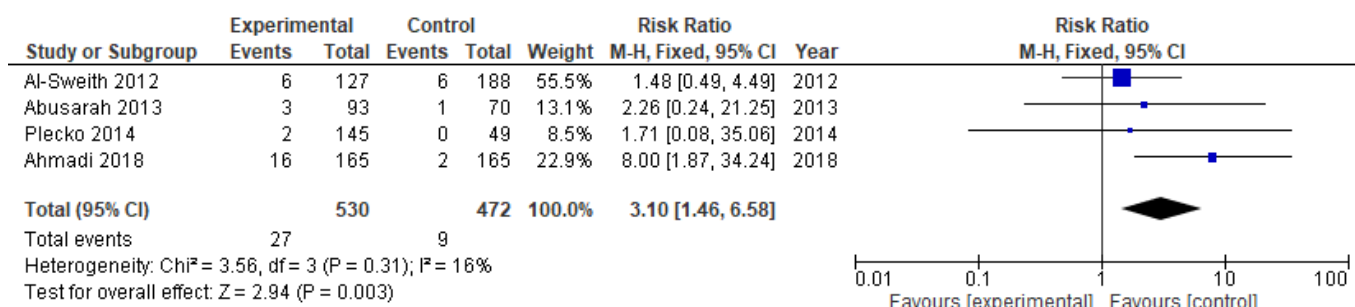 Experimental Control Risk Ratio Risk Ratio
Study or Subgroup Events Total Events Total Weight M-H, Fixed, 95% CI Year M-H, Fixed, 95% CI
Al-Sweith 2012 6 127 6 188 55.5% 1.48 [0.49, 4.49] 2012
Abusarah 2013 3 93 1 70 13.1% 2.26 [0.24, 21.25] 2013
Plecko 2014 2 145 0 49 8.5% 1.71 [0.08, 35.06] 2014
Ahmadi 2018 16 165 2 165 22.9% 8.00 [1.87, 34.24] 2018
Total (95% CI) 530 472 100.0% 3.10 [1.46, 6.58]
Total events 27 9
Heterogeneity: Chi² = 3.56, df = 3 (P = 0.31); I² = 16%
Test for overall effect: Z = 2.94 (P = 0.003)
0.01 0.1 1 10 100
Favours [experimental] Favours [control]